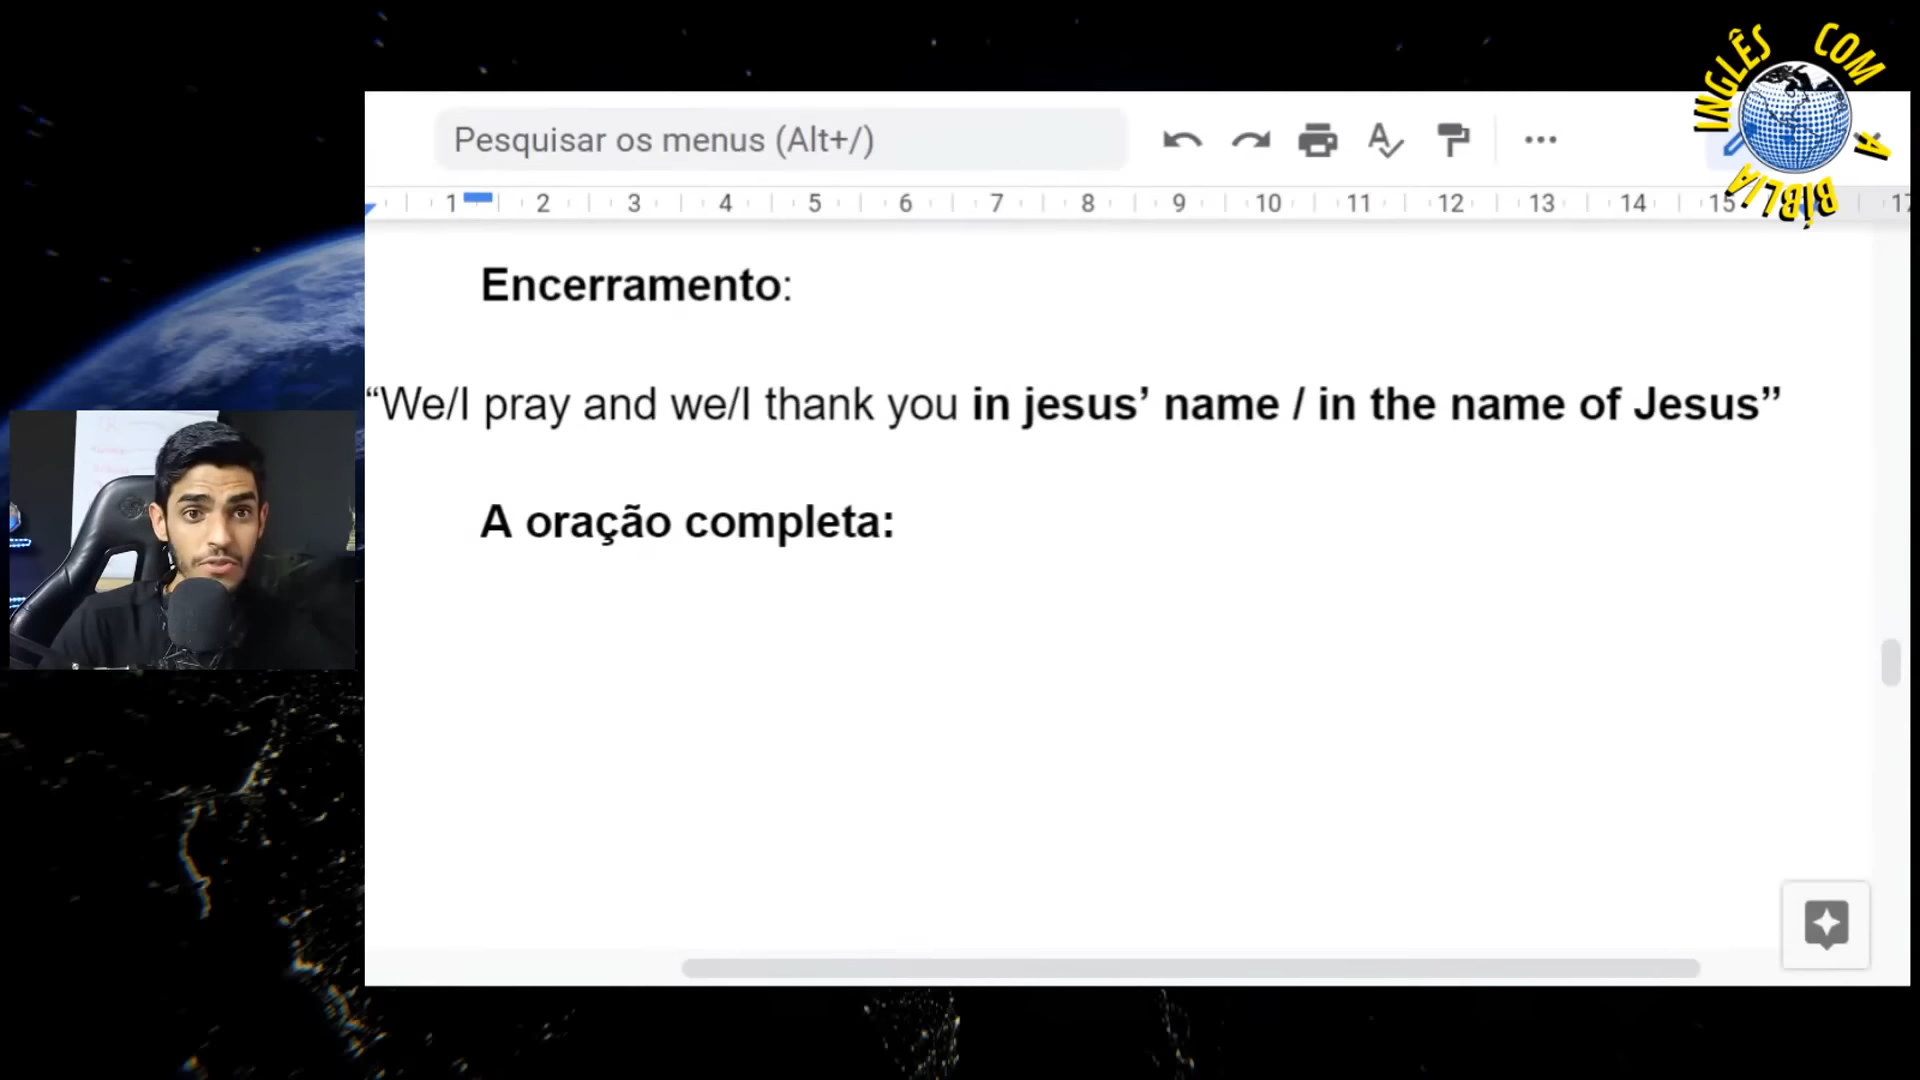 INGLÊS COM A BÍBLIA
Pesquisar os menus (Alt+/)
1 2 3 4 5 6 7 8 9 10 11 12 13 14 15 17
Encerramento:
“We/I pray and we/I thank you in jesus’ name / in the name of Jesus”
A oração completa: